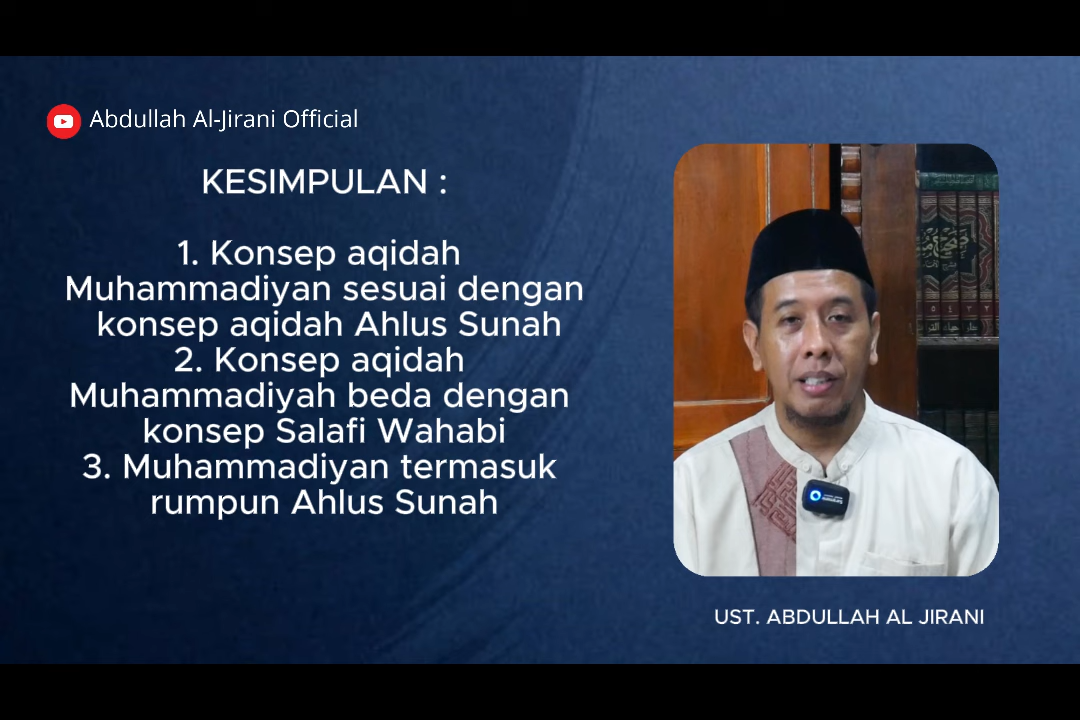 Abdullah Al-Jirani Official
KESIMPULAN :
1. Konsep aqidah
Muhammadiyan sesuai dengan
konsep aqidah Ahlus Sunah
2. Konsep aqidah
Muhammadiyah beda dengan
konsep Salafi Wahabi
3. Muhammadiyan termasuk
rumpun Ahlus Sunah
UST. ABDULLAH AL JIRANI